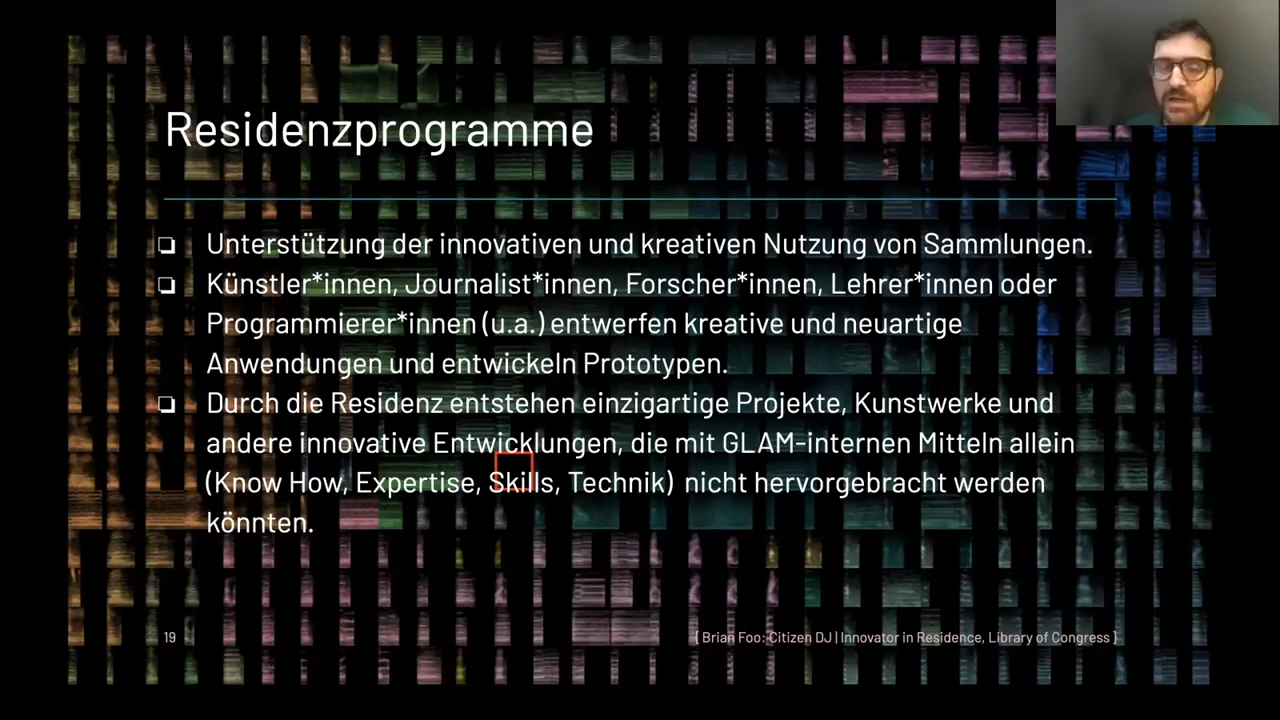 Residenzprogramme
❏ Unterstützung der innovativen und kreativen Nutzung von Sammlungen.
❏ Künstler*innen, Journalist*innen, Forscher*innen, Lehrer*innen oder
Programmierer*innen (u.a.) entwerfen kreative und neuartige
Anwendungen und entwickeln Prototypen.
❏ Durch die Residenz entstehen einzigartige Projekte, Kunstwerke und
andere innovative Entwicklungen, die mit GLAM-internen Mitteln allein
(Know How, Expertise, Skills, Technik) nicht hervorgebracht werden
könnten.
19
{ Brian Foo: Citizen DJ | Innovator in Residence, Library of Congress }